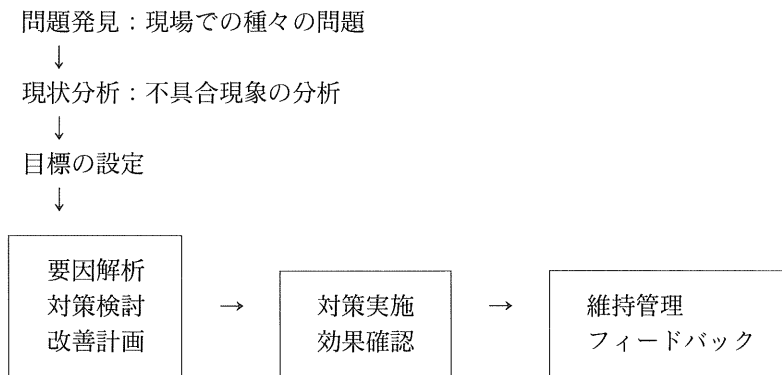 問題発見：現場での種々の問題
↓
現状分析：不具合現象の分析
↓
目標の設定
↓
要因解析
対策検討
改善計画
→
対策実施
効果確認
→
維持管理
フィードバック